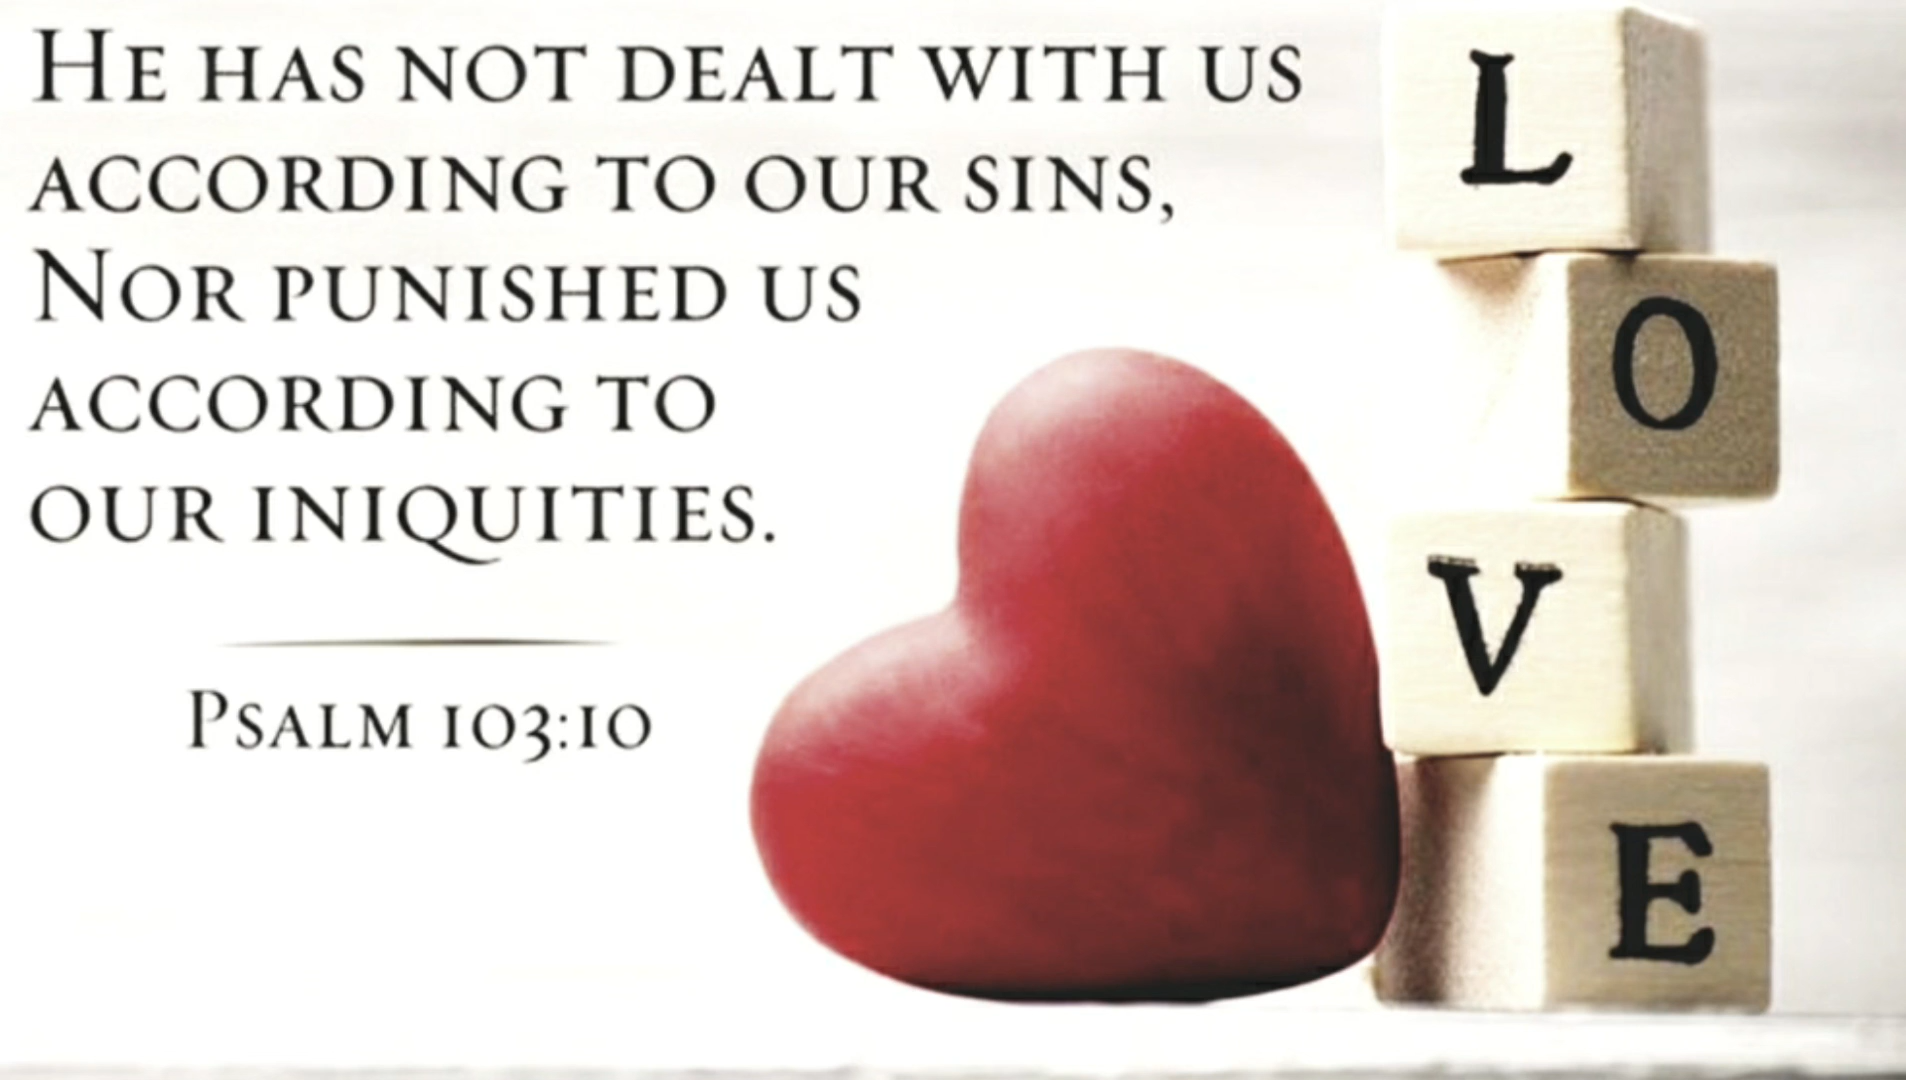 He has not dealt with us
according to our sins,
Nor punished us
according to
our iniquities.
Psalm 103:10
L
O
V
E